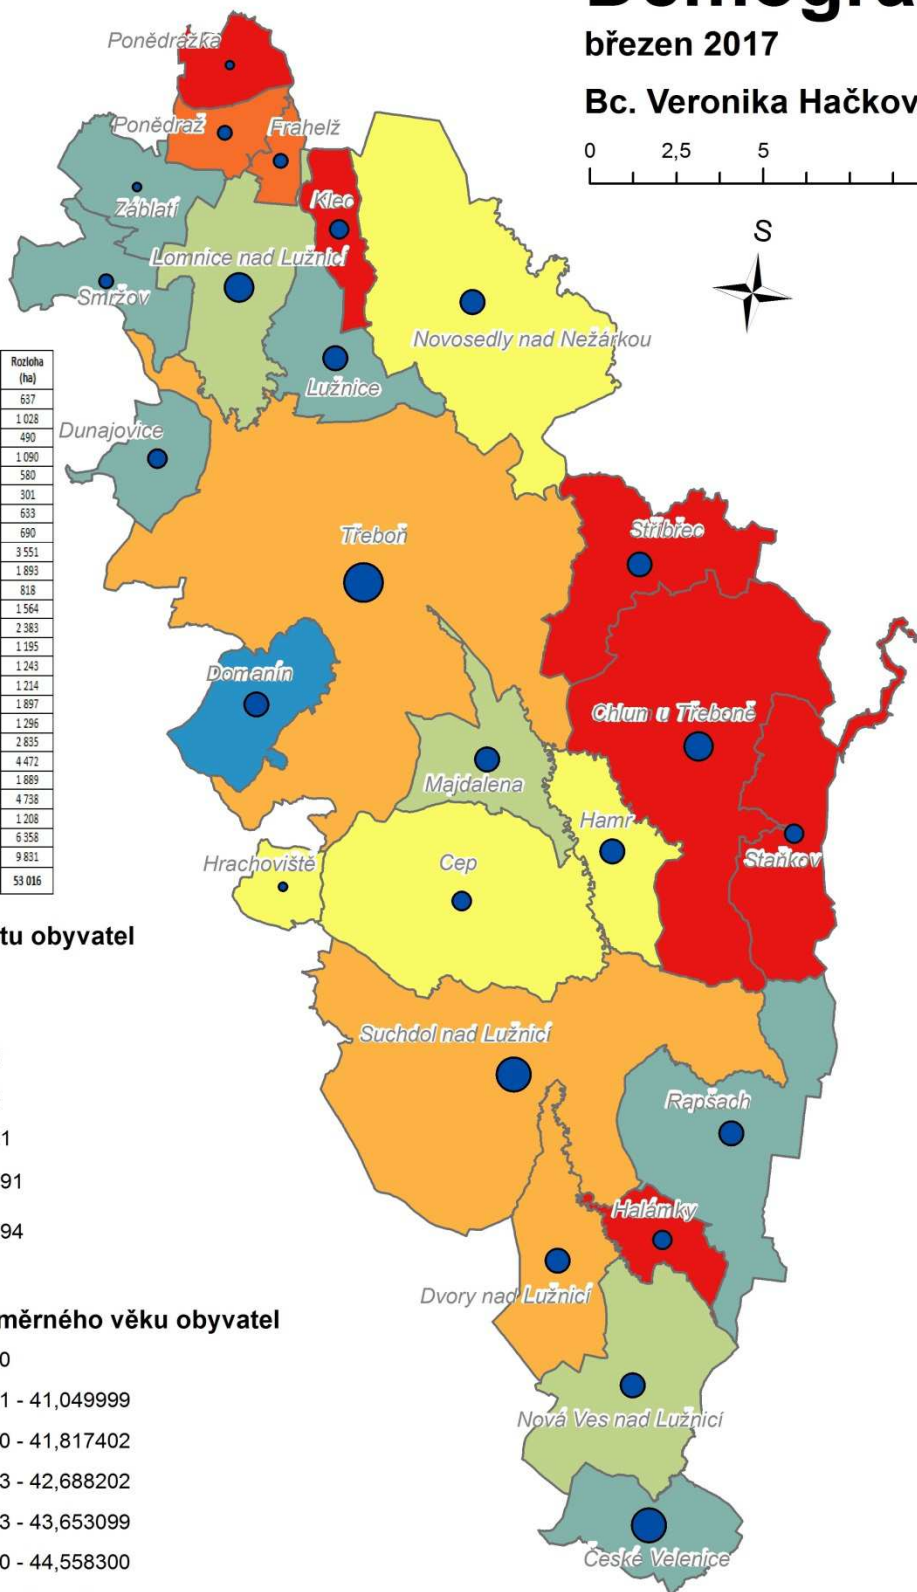 Demogra
březen 2017
Bc. Veronika Hačkov
0 2,5 5
S
Ponědrážka
Ponědraž
Frahelž
Záblatí
Klec
Lomnice nad Lužnicí
Smržov
Novosedly nad Nežárkou
Lužnice
Dunajovice
Třeboň
Stříbřec
Domanín
Chlum u Třeboně
Majdalena
Hamr
Hrachoviště
Cep
Staňkov
Suchdol nad Lužnicí
Rapšach
Halámky
Dvory nad Lužnicí
Nová Ves nad Lužnicí
České Velenice
Rozloha
(ha)
637
1 028
490
1 090
580
301
633
690
3 551
1 893
818
1 564
2 383
1 195
1 243
1 214
1 897
1 296
2 835
4 472
1 889
4 738
1 208
6 358
9 831
53 016
tu obyvatel
1
91
94
měrného věku obyvatel
0
1 - 41,049999
0 - 41,817402
3 - 42,688202
3 - 43,653099
0 - 44,558300